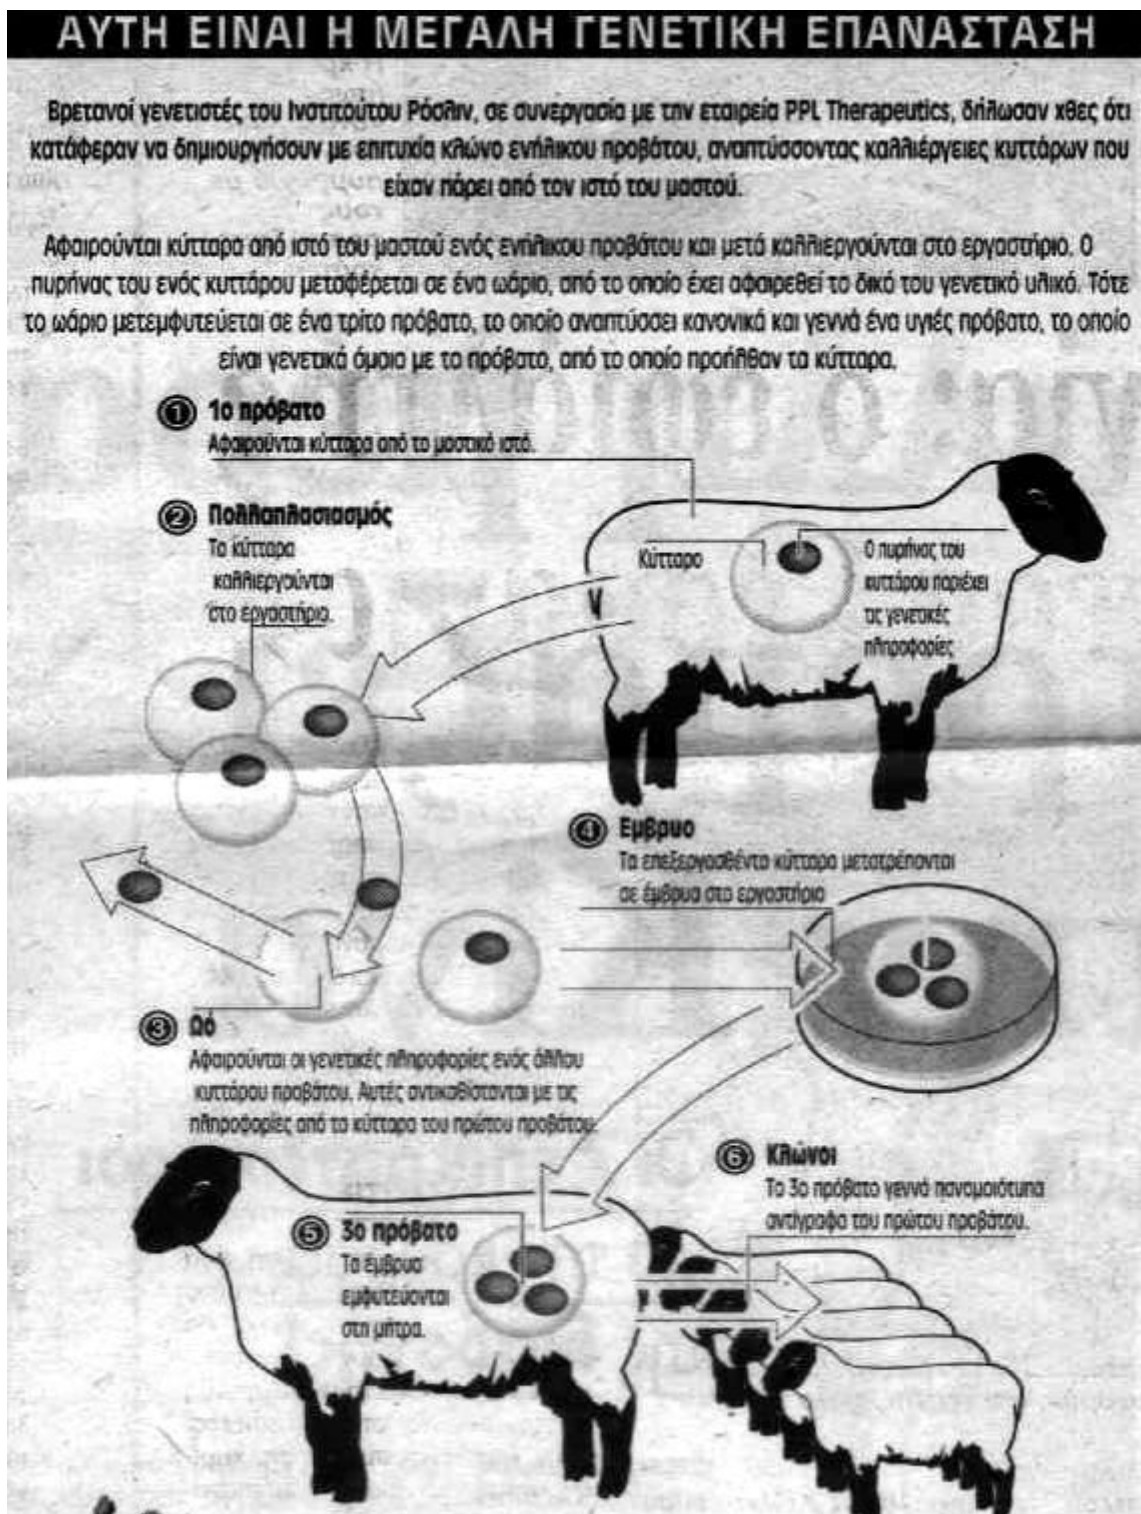 ΑΥΤΗ ΕΙΝΑΙ Η ΜΕΓΑΛΗ ΓΕΝΕΤΙΚΗ ΕΠΑΝΑΣΤΑΣΗ
Βρετανοί γενετιστές του Ινστιτούτου Ρόσλιν, σε συνεργασία με την εταιρεία PPL Therapeutics, δήλωσαν χθες ότι
κατάφεραν να δημιουργήσουν με επιτυχία κλώνο ενήλικου προβάτου, αναπτύσσοντας καλλιέργειες κυττάρων που
είχαν πάρει από τον ιστό του μαστού.
Αφαιρούνται κύτταρα από ιστό του μαστού ενός ενήλικου προβάτου και μετά καλλιεργούνται στο εργαστήριο. Ο
πυρήνας του ενός κυττάρου μεταφέρεται σε ένα ωάριο, από το οποίο έχει αφαιρεθεί το δικό του γενετικό υλικό. Τότε
το ωάριο μετεμφυτεύεται σε ένα τρίτο πρόβατο, το οποίο αναπτύσσει κανονικά και γεννά ένα υγιές πρόβατο, το οποίο
είναι γενετικά όμοιο με το πρόβατο, από το οποίο προήλθαν τα κύτταρα.
1 1ο πρόβατο
Αφαιρούνται κύτταρα από το μαστικό ιστό.
2 Πολλαπλασιασμός
Τα κύτταρα
καλλιεργούνται
στο εργαστήριο.
Κύτταρο
Ο πυρήνας του
κυττάρου παριέχει
τις γενετικές
πληροφορίες
4 Εμβρυο
Τα επεξεργασθέντα κύτταρα μετατρέπονται
σε έμβρυα στο εργαστήριο
3 Ωό
Αφαιρούνται οι γενετικές πληροφορίες ενός άλλου
κυττάρου προβάτου. Αυτές αντικαθίστανται με τις
πληροφορίες από τα κύτταρα του πρώτου προβάτου.
6 Κλώνοι
Το 3ο πρόβατο γεννά πανομοιότυπα
αντίγραφα του πρώτου προβάτου.
5 3ο πρόβατο
Τα έμβρυα
εμφυτεύονται
στη μήτρα.